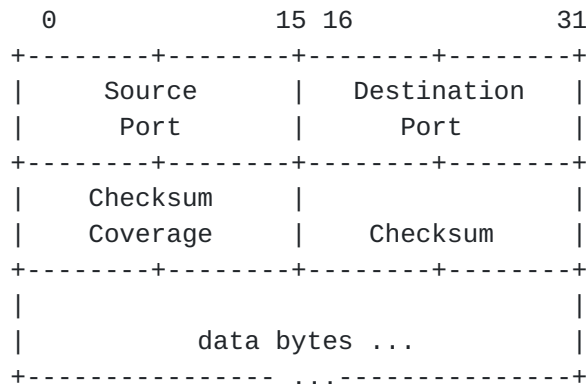 0 15 16 31
+--------+--------+--------+--------+
| Source | Destination |
| Port | Port |
+--------+--------+--------+--------+
| Checksum | |
| Coverage | Checksum |
+--------+--------+--------+--------+
| |
| data bytes ... |
+---------------- ...---------------+